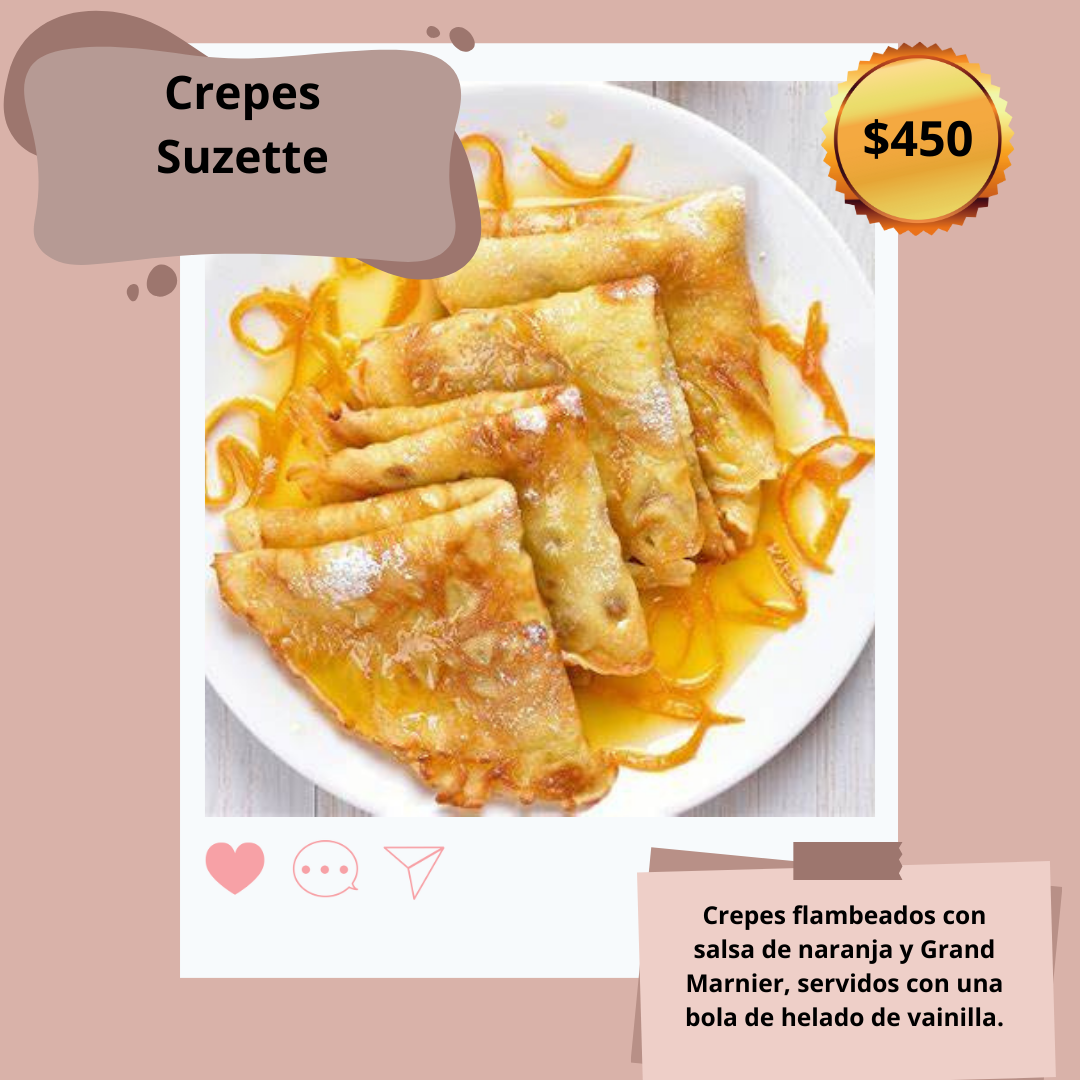 Crepes
Suzette
$450
Crepes flambeados con
salsa de naranja y Grand
Marnier, servidos con una
bola de helado de vainilla.